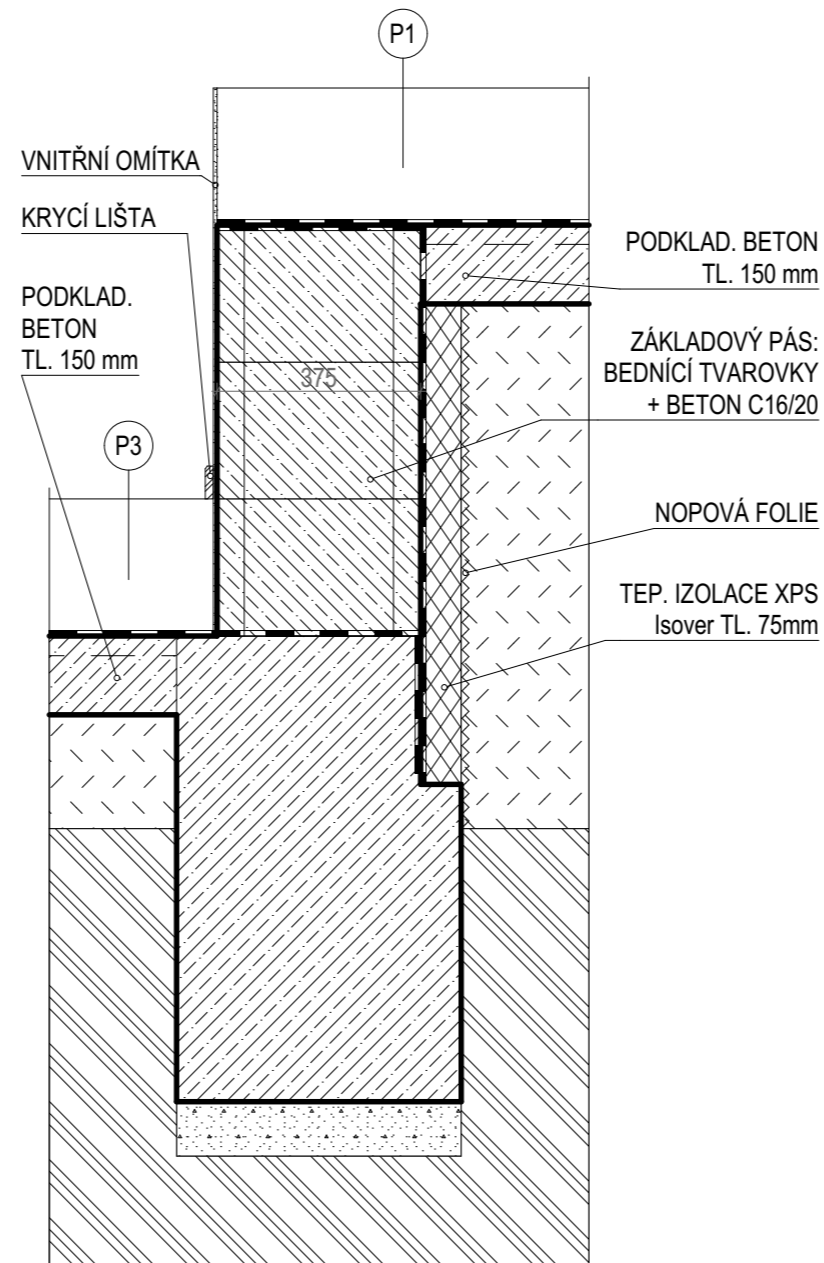 P1
VNITŘNÍ OMÍTKA
KRYCÍ LIŠTA
PODKLAD.
BETON
TL. 150 mm
P3
375
PODKLAD. BETON
TL. 150 mm
ZÁKLADOVÝ PÁS:
BEDNÍCÍ TVAROVKY
+ BETON C16/20
NOPOVÁ FOLIE
TEP. IZOLACE XPS
Isover TL. 75mm